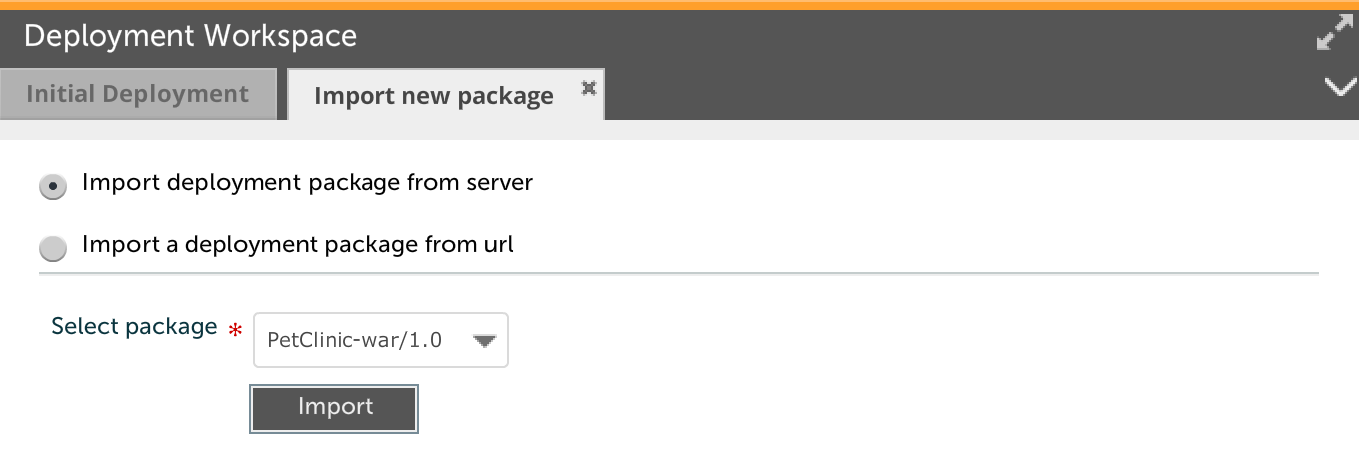 Deployment Workspace
Initial Deployment
Import new package
Import deployment package from server
Import a deployment package from url
Select package *
PetClinic-war/1.0
Import